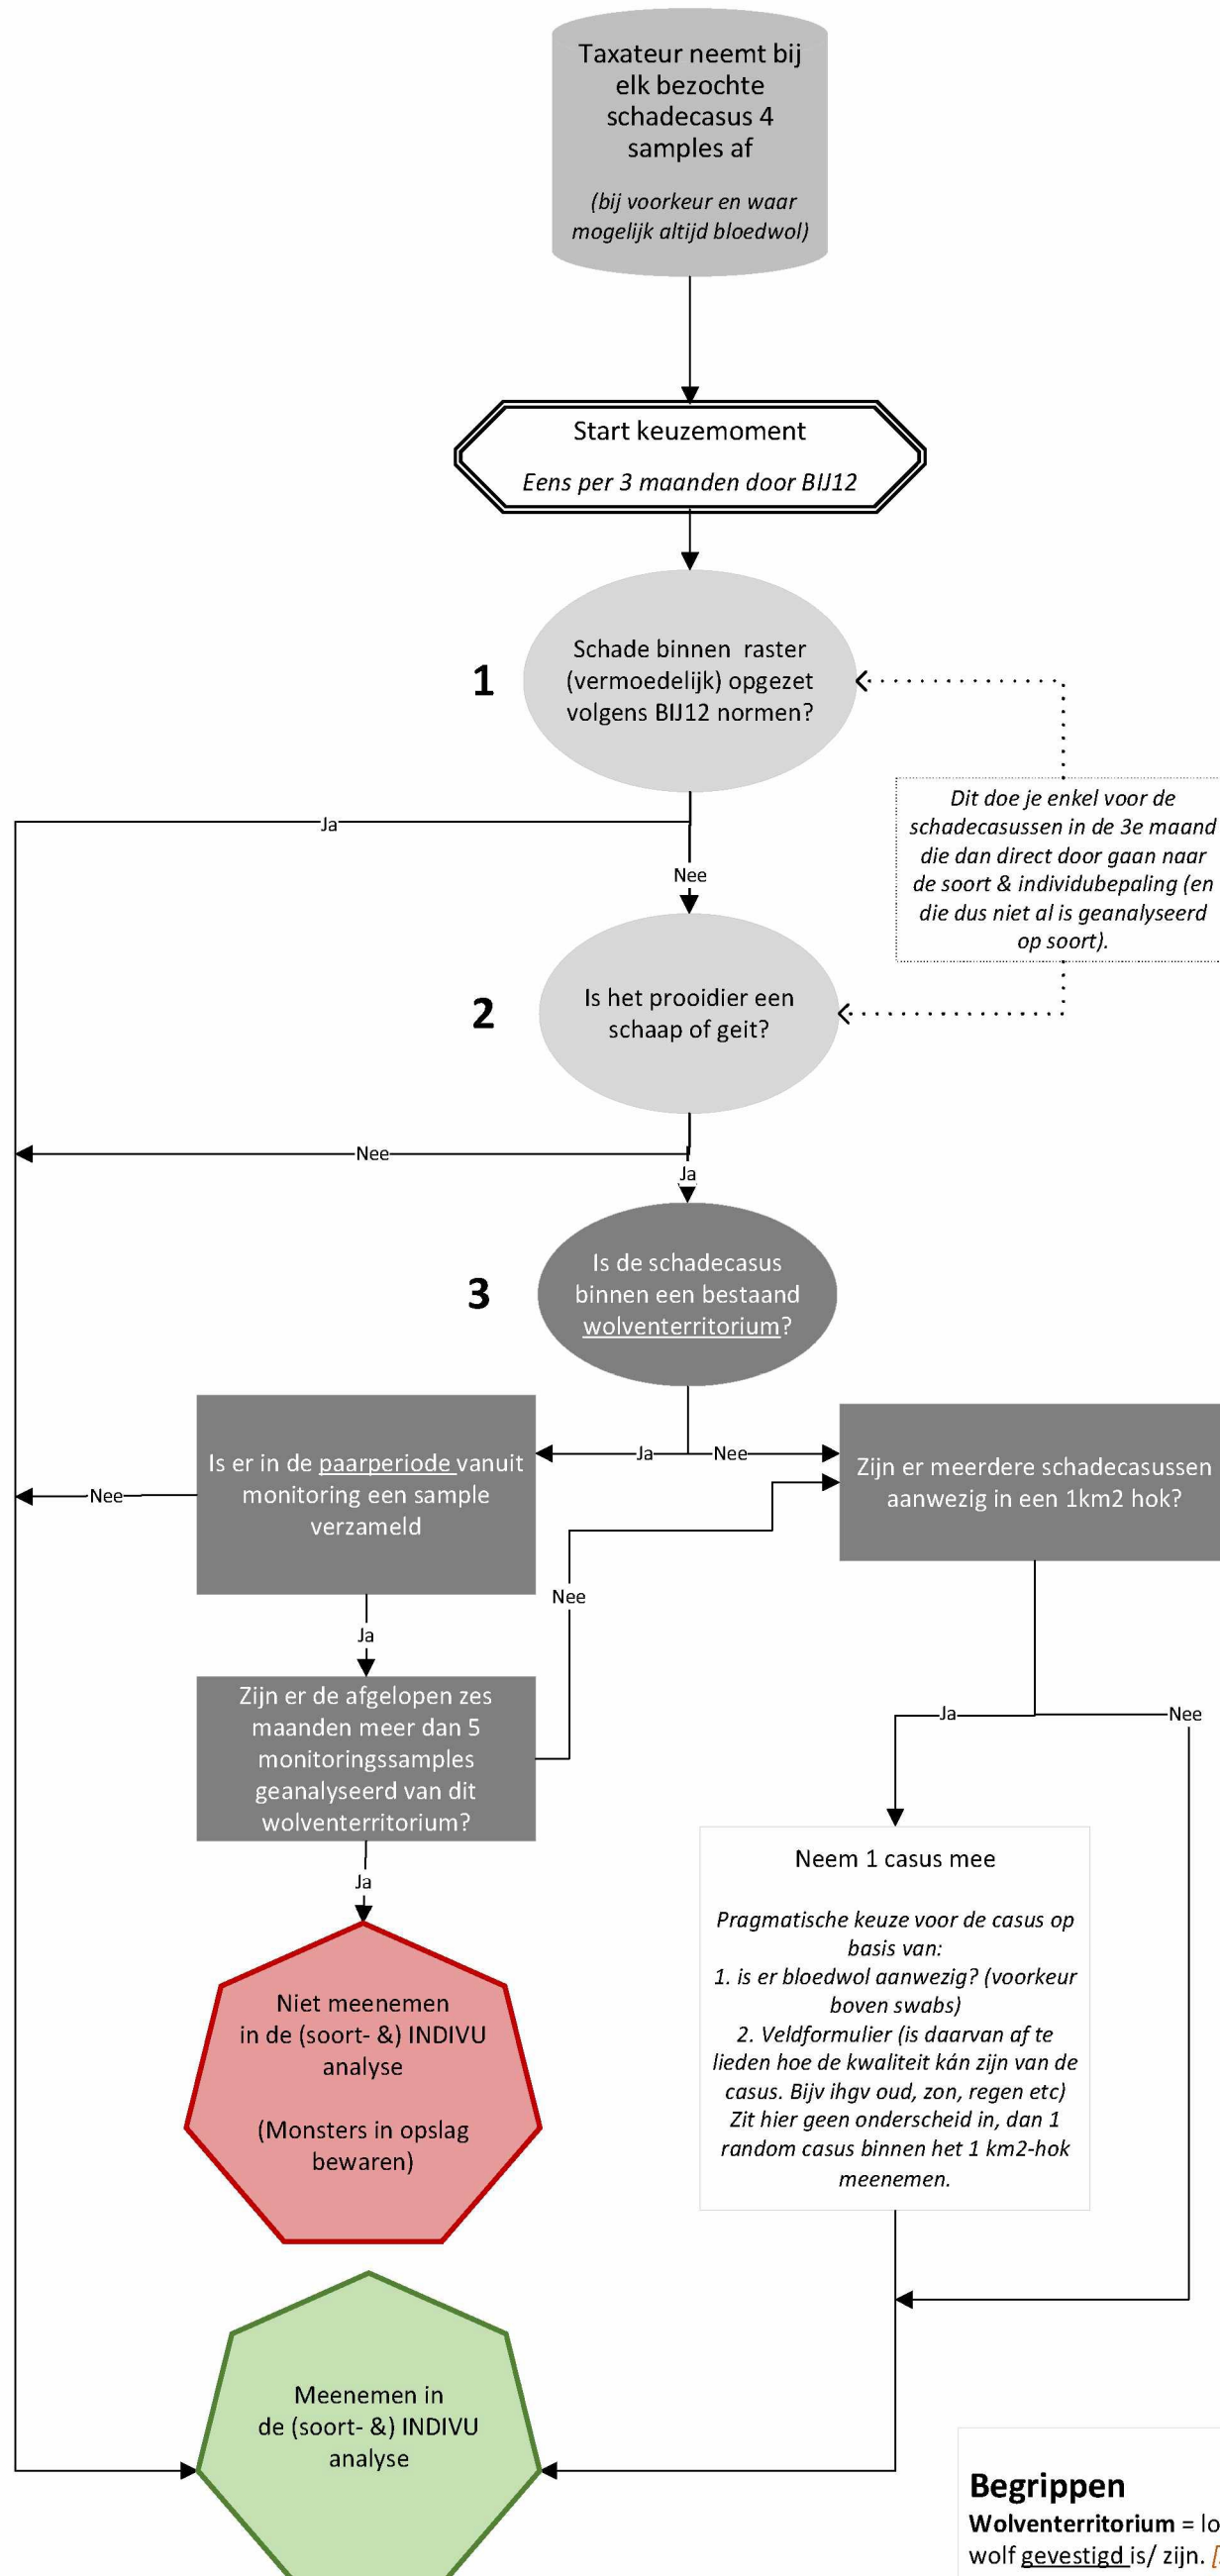 Taxateur neemt bij
elk bezochte
schadecasus 4
samples af
(bij voorkeur en waar
mogelijk altijd bloedwol)
Start keuzemoment
Eens per 3 maanden door BIJ12
1
Schade binnen raster
(vermoedelijk) opgezet
volgens BIJ12 normen?
Dit doe je enkel voor de
schadecasussen in de 3e maand
die dan direct door gaan naar
de soort & individubepaling (en
die dus niet al is geanalyseerd
op soort).
Ja
Nee
2
Is het prooidier een
schaap of geit?
Nee
Ja
3
Is de schadecasus
binnen een bestaand
wolventerritorium?
Ja
Nee
Is er in de paarperiode vanuit
monitoring een sample
verzameld
Nee
Zijn er meerdere schadecasussen
aanwezig in een 1km2 hok?
Nee
Ja
Zijn er de afgelopen zes
maanden meer dan 5
monitoringssamples
geanalyseerd van dit
wolventerritorium?
Ja
Nee
Ja
Neem 1 casus mee
Pragmatische keuze voor de casus op
basis van:
1. is er bloedwol aanwezig? (voorkeur
boven swabs)
2. Veldformulier (is daarvan af te
lieden hoe de kwaliteit kán zijn van de
casus. Bijv ihgv oud, zon, regen etc)
Zit hier geen onderscheid in, dan 1
random casus binnen het 1 km2-hok
meenemen.
Niet meenemen
in de (soort- &) INDIVU
analyse
(Monsters in opslag
bewaren)
Meenemen in
de (soort- &) INDIVU
analyse
Begrippen
Wolventerritorium = lo
wolf gevestigd is/ zijn.